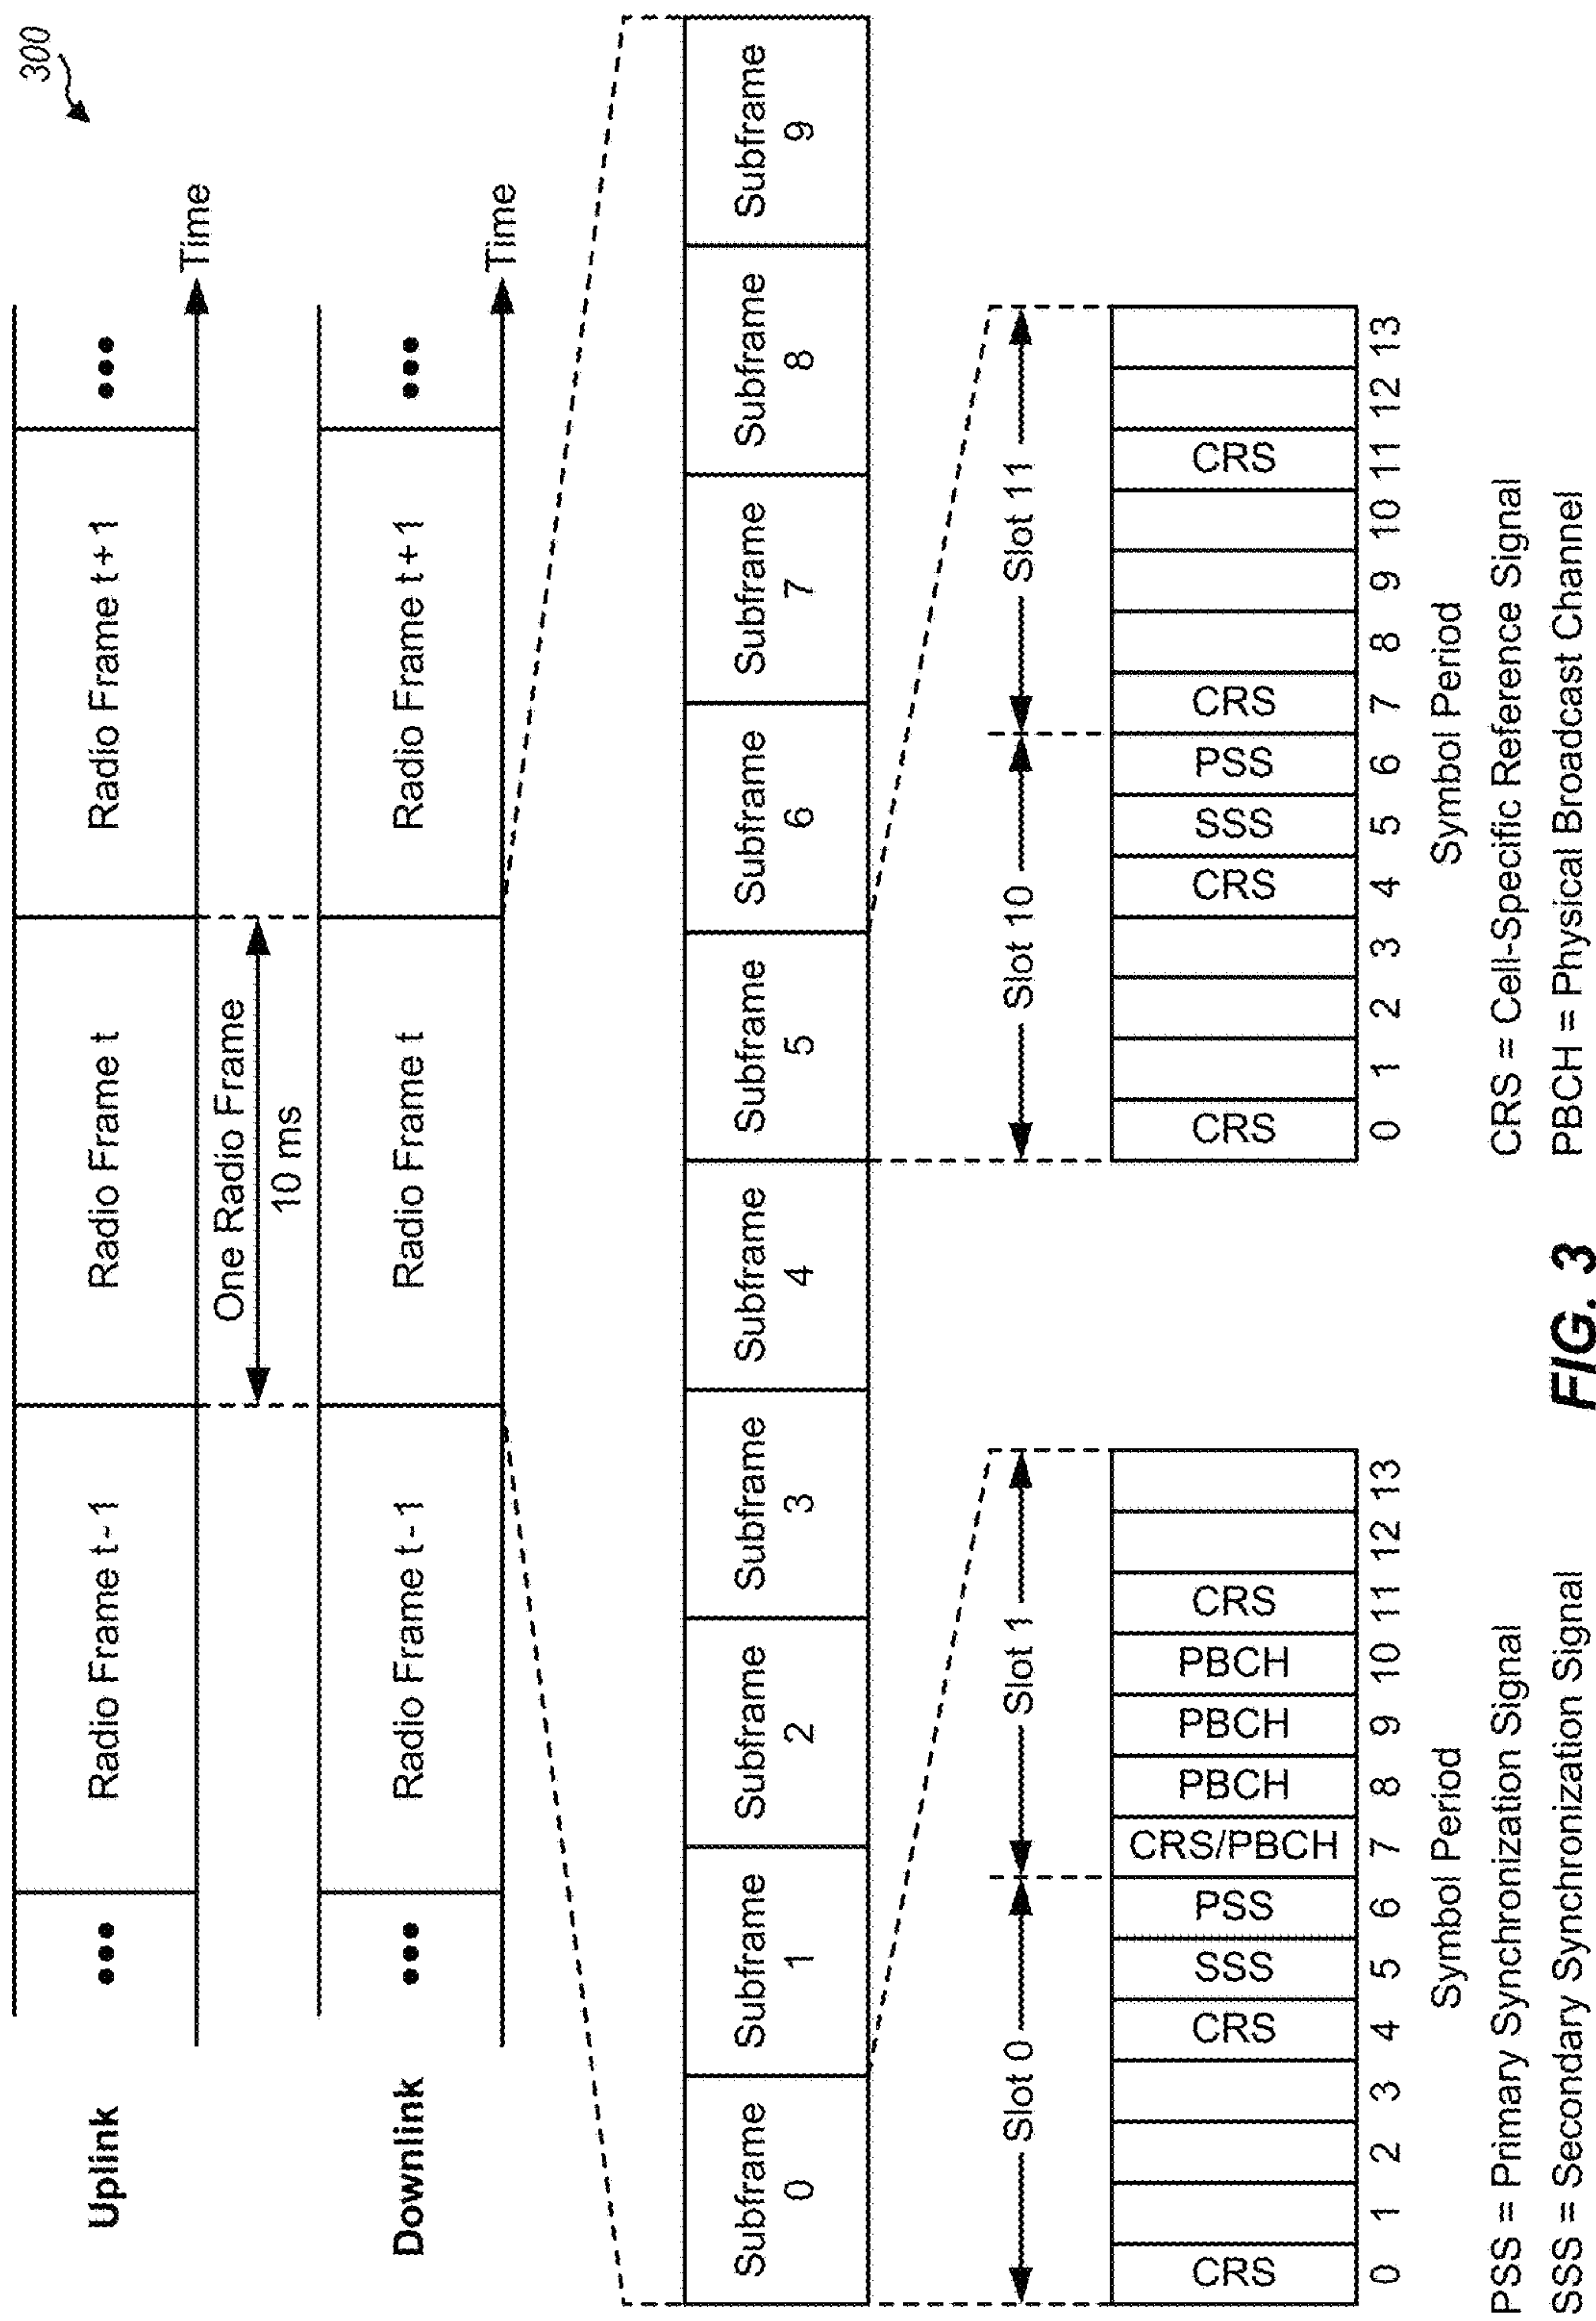 300
Uplink
••• Radio Frame t-1 Radio Frame t Radio Frame t+1 •••
Time
One Radio Frame
10 ms
Downlink
••• Radio Frame t-1 Radio Frame t Radio Frame t+1 •••
Time
Subframe Subframe Subframe Subframe Subframe Subframe Subframe Subframe Subframe Subframe
0 1 2 3 4 5 6 7 8 9
Slot 0 Slot 1
CRS CRS SSS PSS CRS/PBCH PBCH PBCH PBCH CRS
0 1 2 3 4 5 6 7 8 9 10 11 12 13
Symbol Period
Slot 10 Slot 11
CRS CRS SSS PSS CRS CRS
0 1 2 3 4 5 6 7 8 9 10 11 12 13
Symbol Period
PSS = Primary Synchronization Signal
SSS = Secondary Synchronization Signal
CRS = Cell-Specific Reference Signal
PBCH = Physical Broadcast Channel
FIG. 3